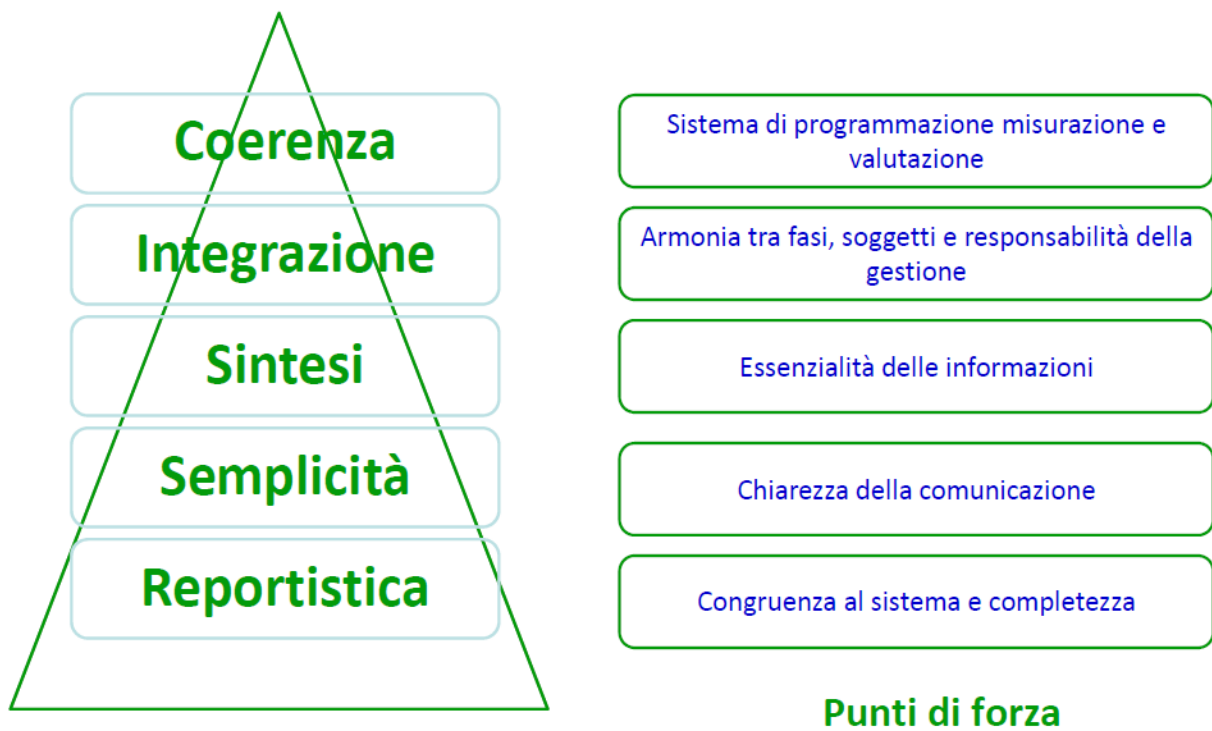 Coerenza
Sistema di programmazione misurazione e
valutazione
Integrazione
Armonia tra fasi, soggetti e responsabilità della
gestione
Sintesi
Essenzialità delle informazioni
Semplicità
Chiarezza della comunicazione
Reportistica
Congruenza al sistema e completezza
Punti di forza